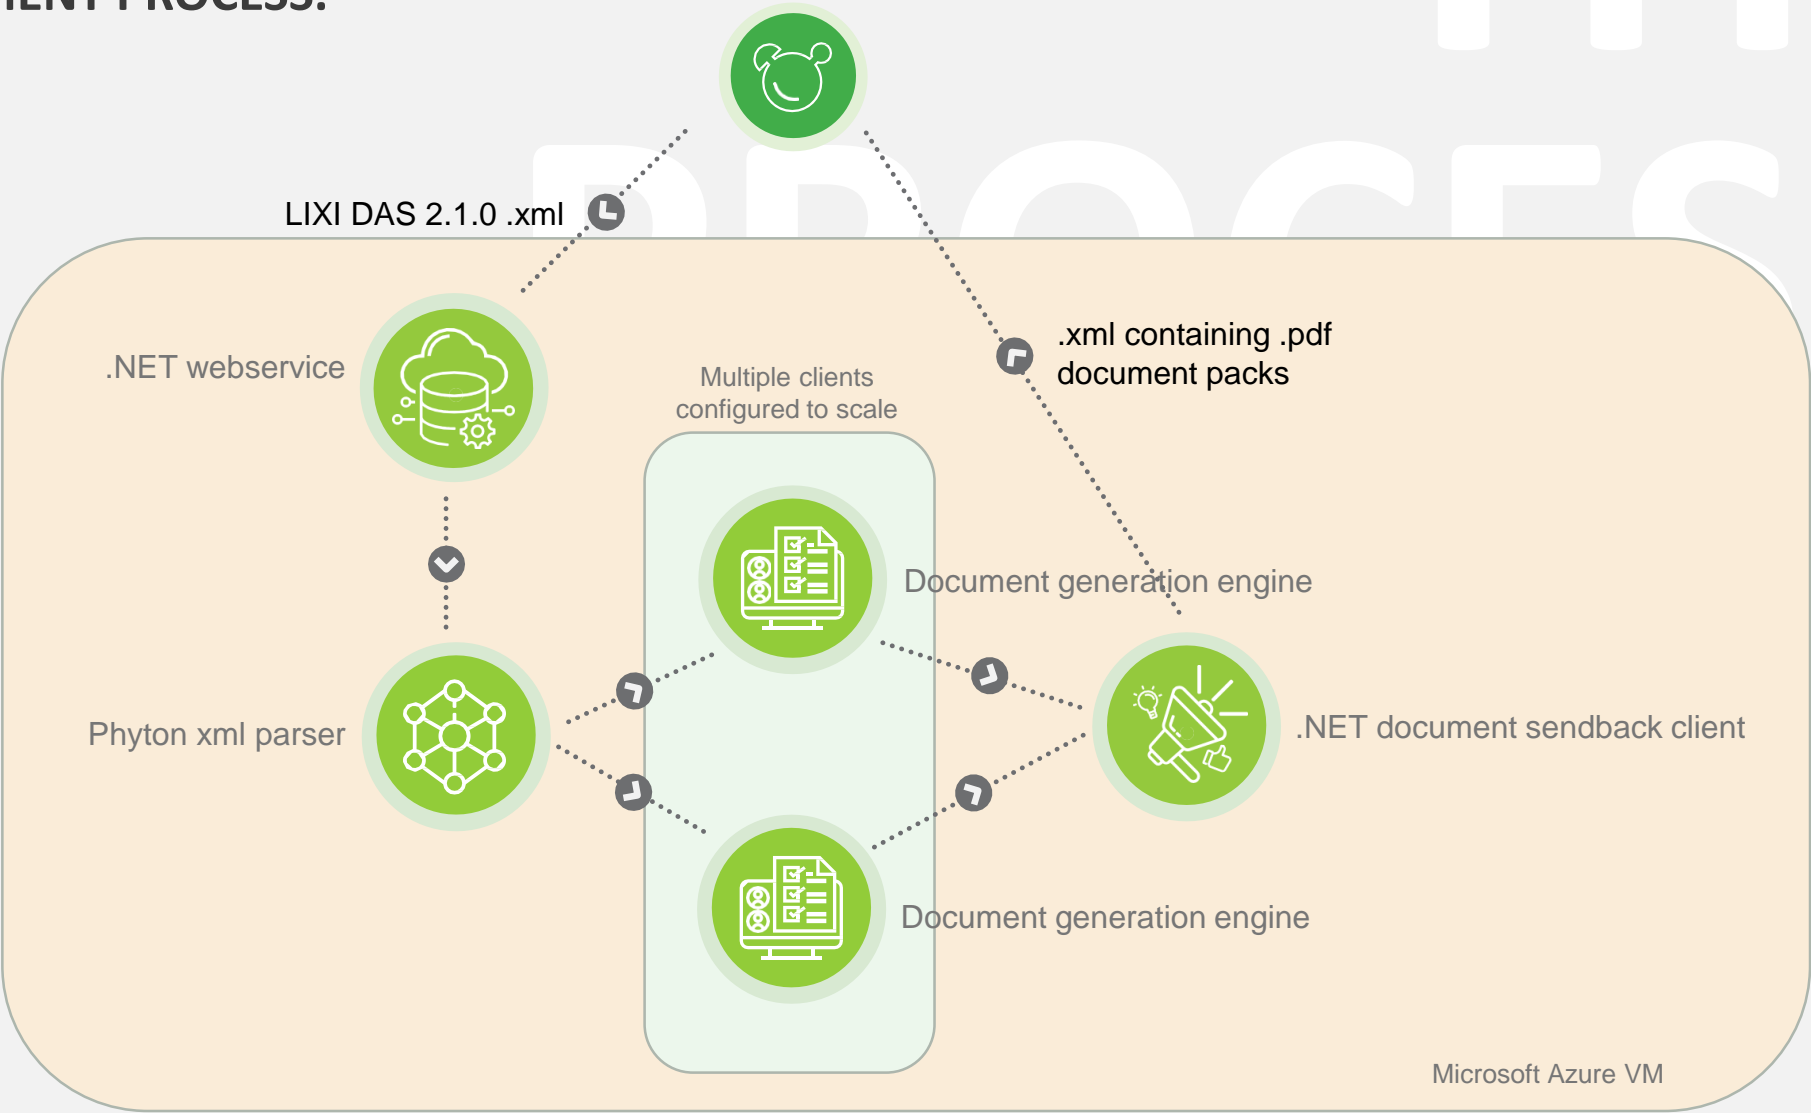 PROCESS:
LIXI DAS 2.1.0 .xml
.NET webservice
.xml containing .pdf
document packs
Multiple clients
configured to scale
Document generation engine
Phyton xml parser
.NET document sendback client
Document generation engine
Microsoft Azure VM